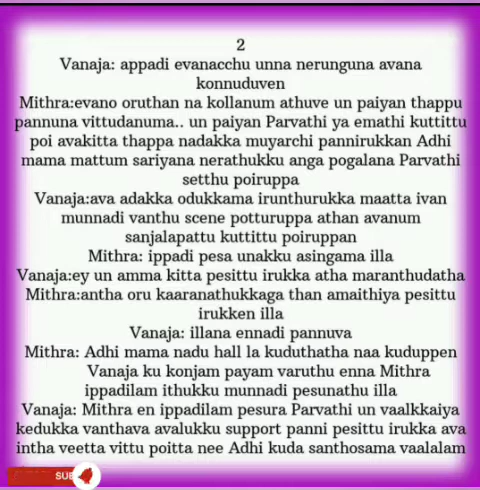 2
Vanaja: appadi evanacchu unna nerunguna avana
konnuduven
Mithra:evano oruthan na kollanum athuve un paiyan thappu
pannuna vittudanuma.. un paiyan Parvathi ya emathi kuttittu
poi avakitta thappa nadakka muyarchi pannirukkan Adhi
mama mattum sariyana nerathukku anga pogalana Parvathi
setthu poiruppa
Vanaja:ava adakka odukkama irunthurukka maatta ivan
munnadi vanthu scene potturuppa athan avanum
sanjalapattu kuttittu poiruppan
Mithra: ippadi pesa unakku asingama illa
Vanaja:ey un amma kitta pesittu irukka atha maranthudatha
Mithra:antha oru kaaranathukkaga than amaithiya pesittu
irukken illa
Vanaja: illana ennadi pannuva
Mithra: Adhi mama nadu hall la kuduthatha naa kuduppen
Vanaja ku konjam payam varuthu enna Mithra
ippadilam ithukku munnadi pesunathu illa
Vanaja: Mithra en ippadilam pesura Parvathi un vaalkkaiya
kedukka vanthava avalukku support panni pesittu irukka ava
intha veetta vittu poitta nee Adhi kuda santhosama vaalalam
SUB